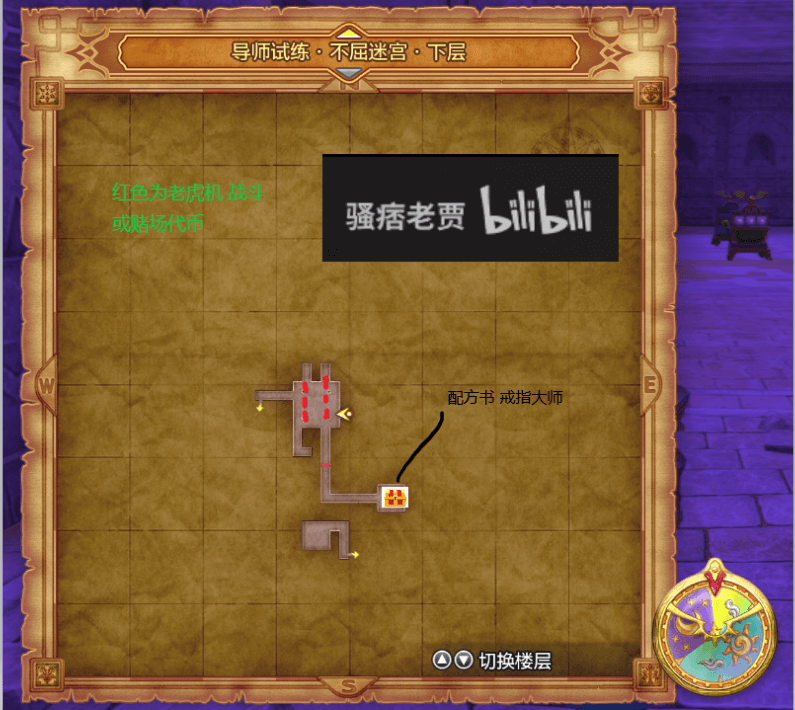 导师试练·不屈迷宫·下层
N
红色为老虎机 战斗
或赌场代币
骚痞老贾 bilibili
W
E
配方书 戒指大师
切换楼层
S